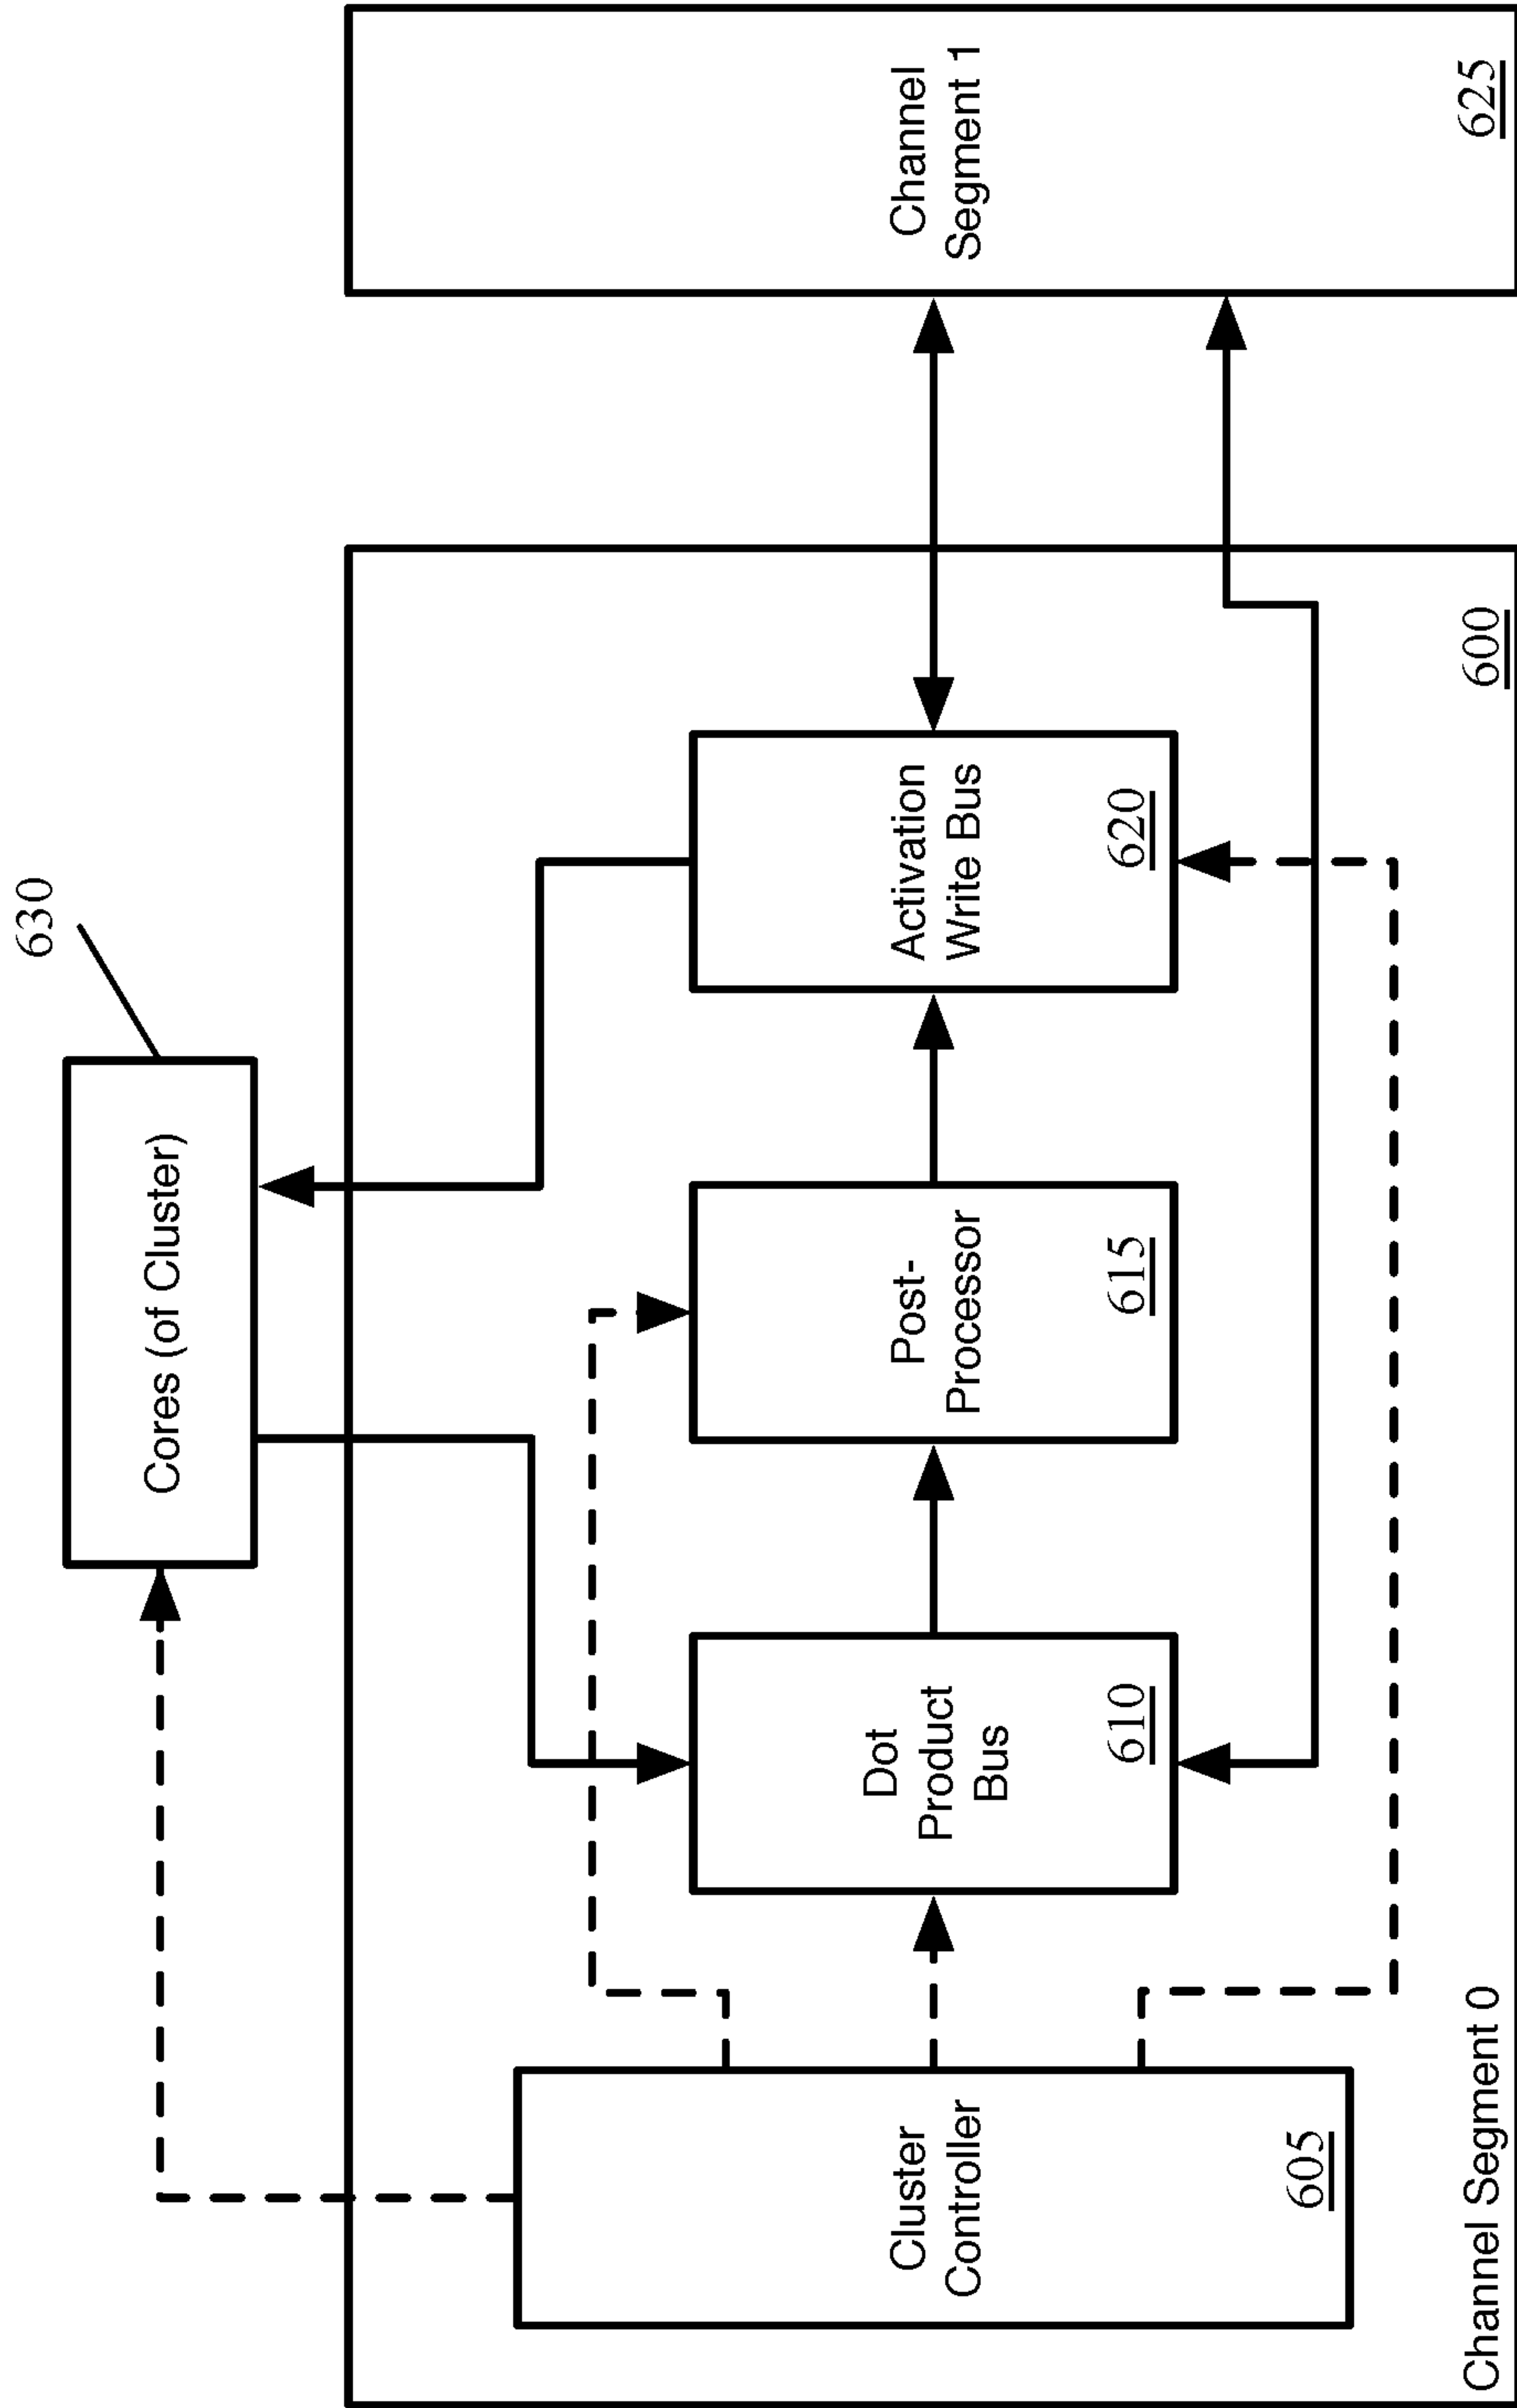 630
Cores (of Cluster)
Cluster
Controller
605
Dot
Product
Bus
610
Post-
Processor
615
Activation
Write Bus
620
Channel
Segment 1
625
Channel Segment 0
600